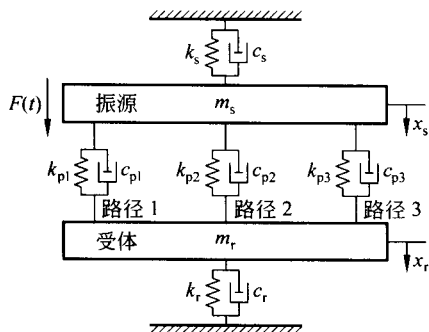 k_s c_s
F(t) 振源 m_s x_s
k_p1 c_p1 k_p2 c_p2 k_p3 c_p3
路径 1 路径 2 路径 3
受体 m_r x_r
k_r c_r